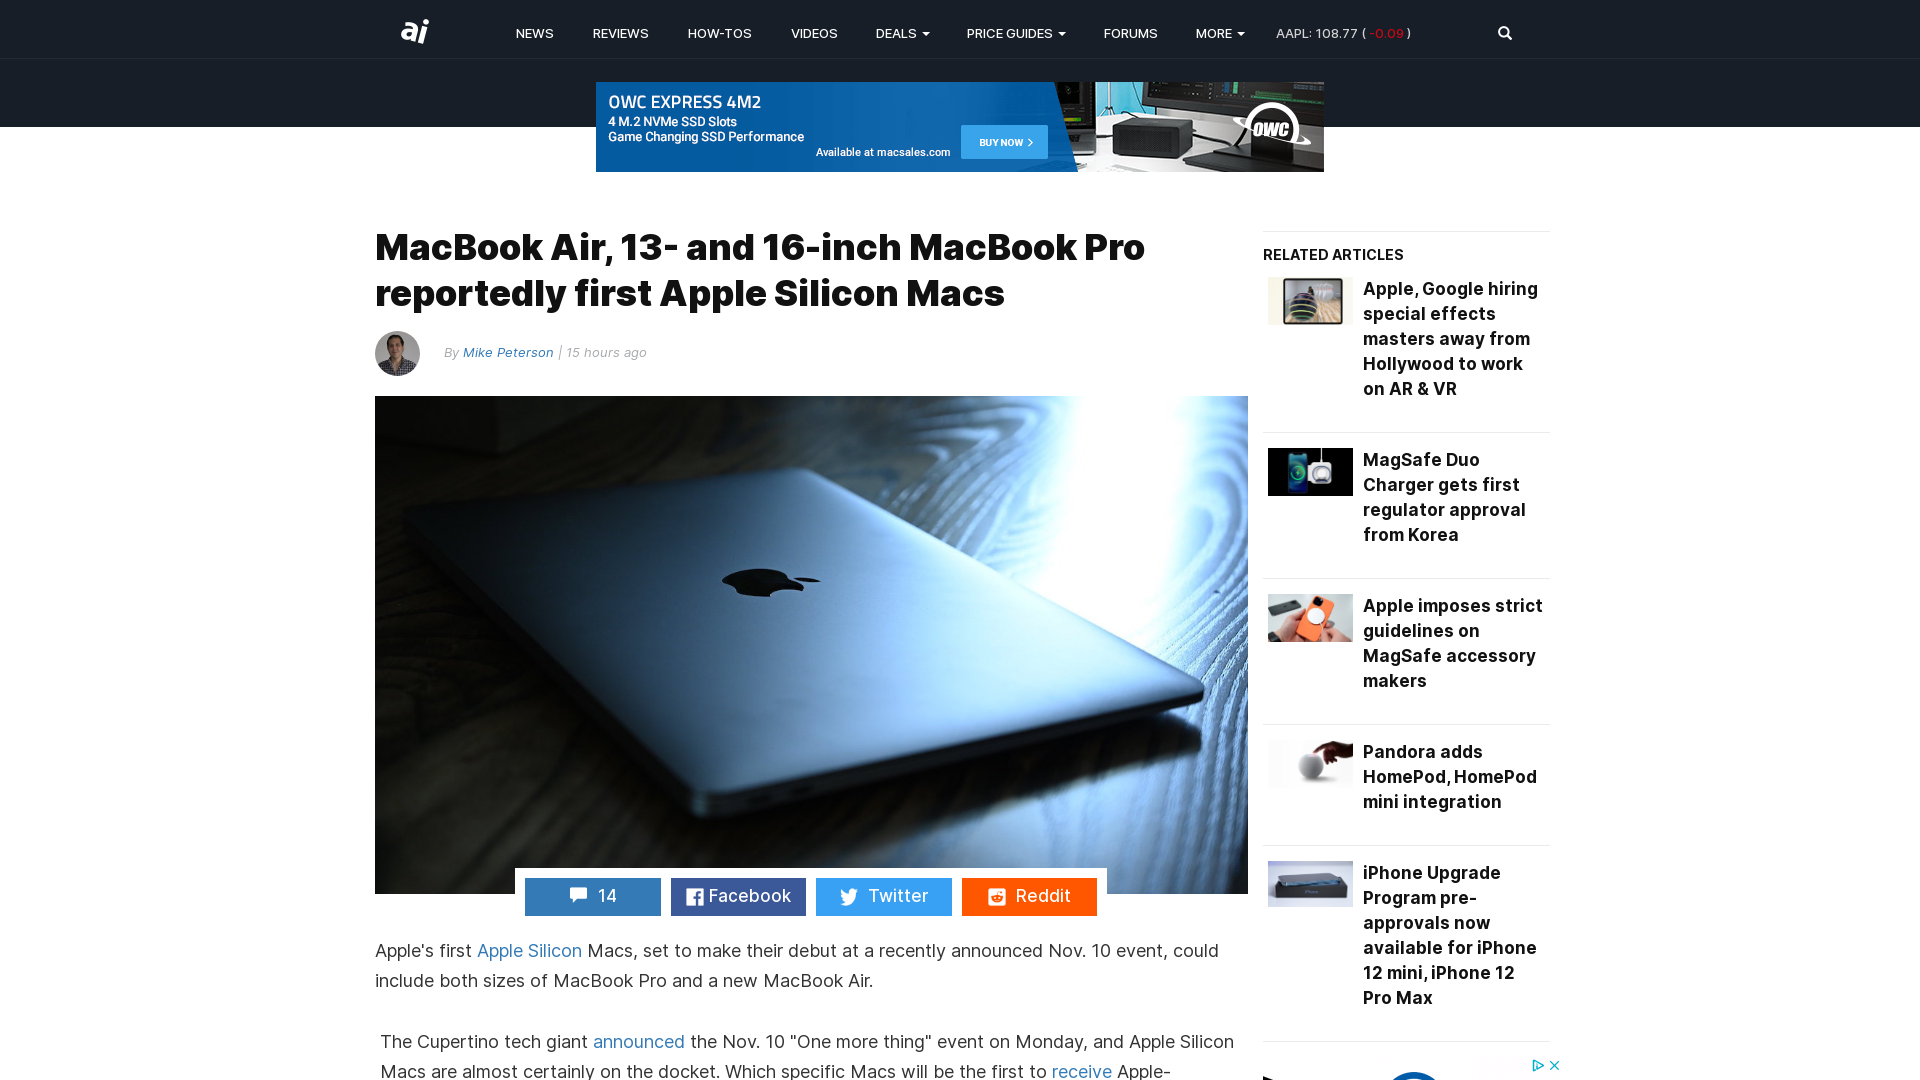 ai
NEWS REVIEWS HOW-TOS VIDEOS DEALS PRICE GUIDES FORUMS MORE AAPL: 108.77 ( -0.09 )
OWC EXPRESS 4M2
4 M.2 NVMe SSD Slots
Game Changing SSD Performance
Available at macsales.com
BUY NOW
OWC
MacBook Air, 13- and 16-inch MacBook Pro
reportedly first Apple Silicon Macs
By Mike Peterson | 15 hours ago
14
Facebook
Twitter
Reddit
Apple's first Apple Silicon Macs, set to make their debut at a recently announced Nov. 10 event, could
include both sizes of MacBook Pro and a new MacBook Air.
The Cupertino tech giant announced the Nov. 10 "One more thing" event on Monday, and Apple Silicon
Macs are almost certainly on the docket. Which specific Macs will be the first to receive Apple-
RELATED ARTICLES
Apple, Google hiring
special effects
masters away from
Hollywood to work
on AR & VR
MagSafe Duo
Charger gets first
regulator approval
from Korea
Apple imposes strict
guidelines on
MagSafe accessory
makers
Pandora adds
HomePod, HomePod
mini integration
iPhone Upgrade
Program pre-
approvals now
available for iPhone
12 mini, iPhone 12
Pro Max